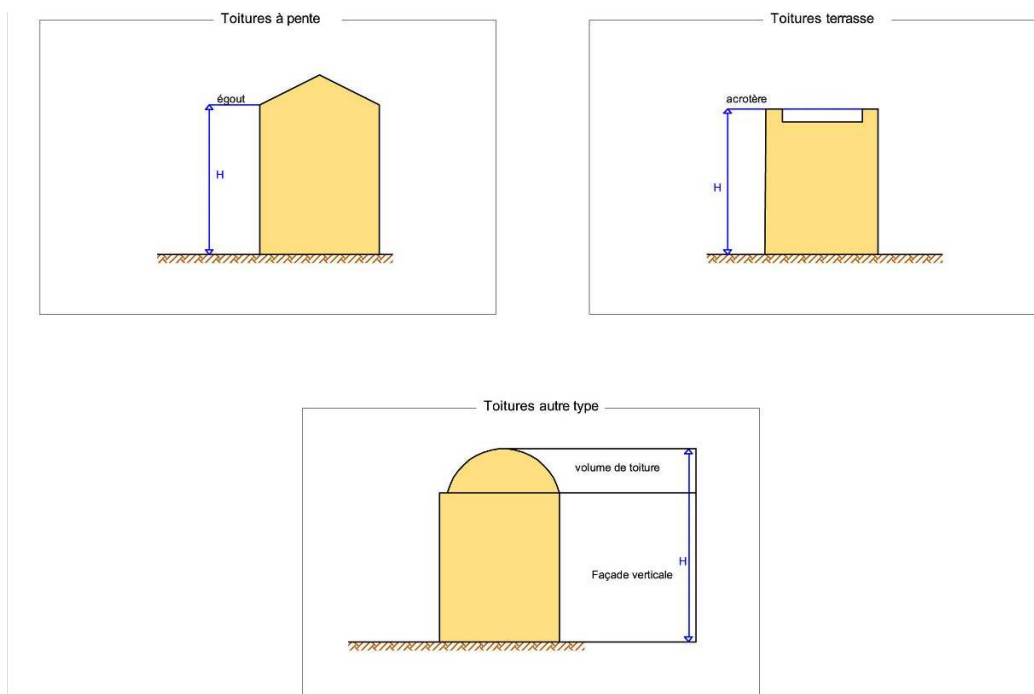 Toitures à pente
égout
H
Toitures terrasse
acrotère
H
Toitures autre type
volume de toiture
H
Façade verticale